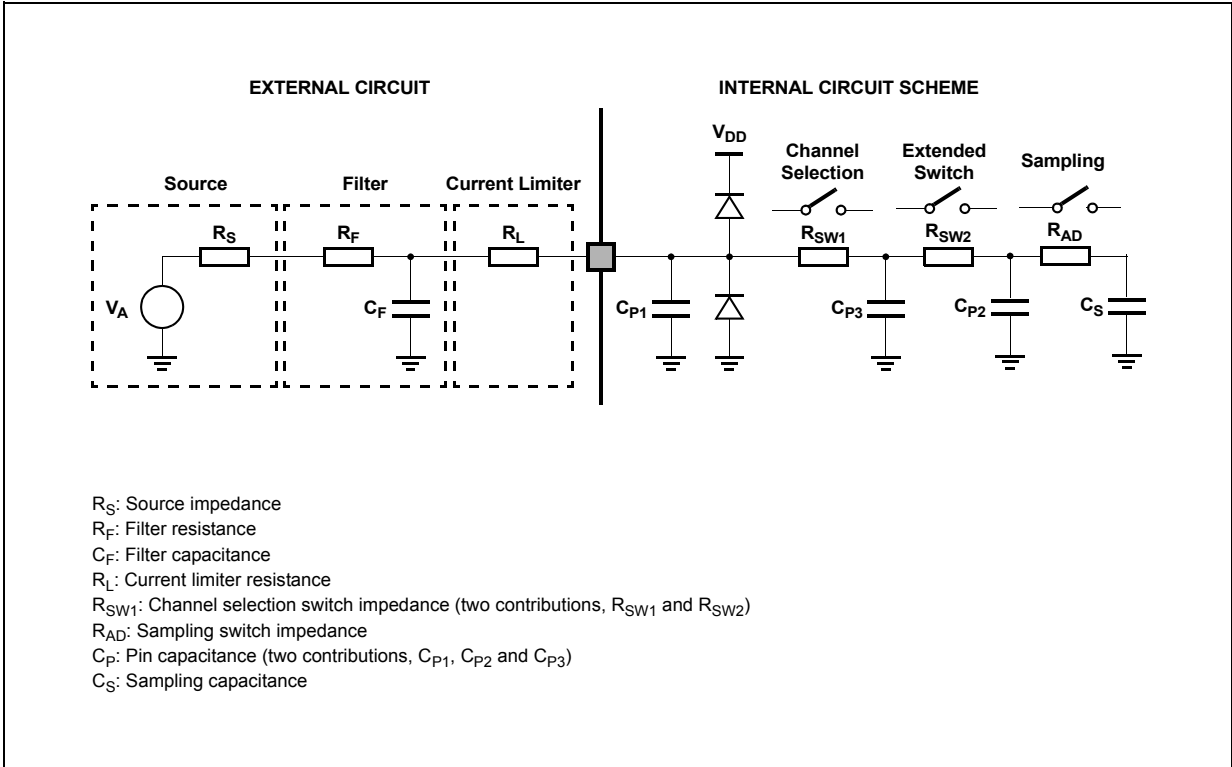 EXTERNAL CIRCUIT
INTERNAL CIRCUIT SCHEME
VDD
Channel
Selection
Extended
Switch
Sampling
Source
Filter
Current Limiter
RS
RF
RL
RSW1
RSW2
RAD
VA
CF
CP1
CP3
CP2
CS
RS: Source impedance
RF: Filter resistance
CF: Filter capacitance
RL: Current limiter resistance
RSW1: Channel selection switch impedance (two contributions, RSW1 and RSW2)
RAD: Sampling switch impedance
CP: Pin capacitance (two contributions, CP1, CP2 and CP3)
CS: Sampling capacitance